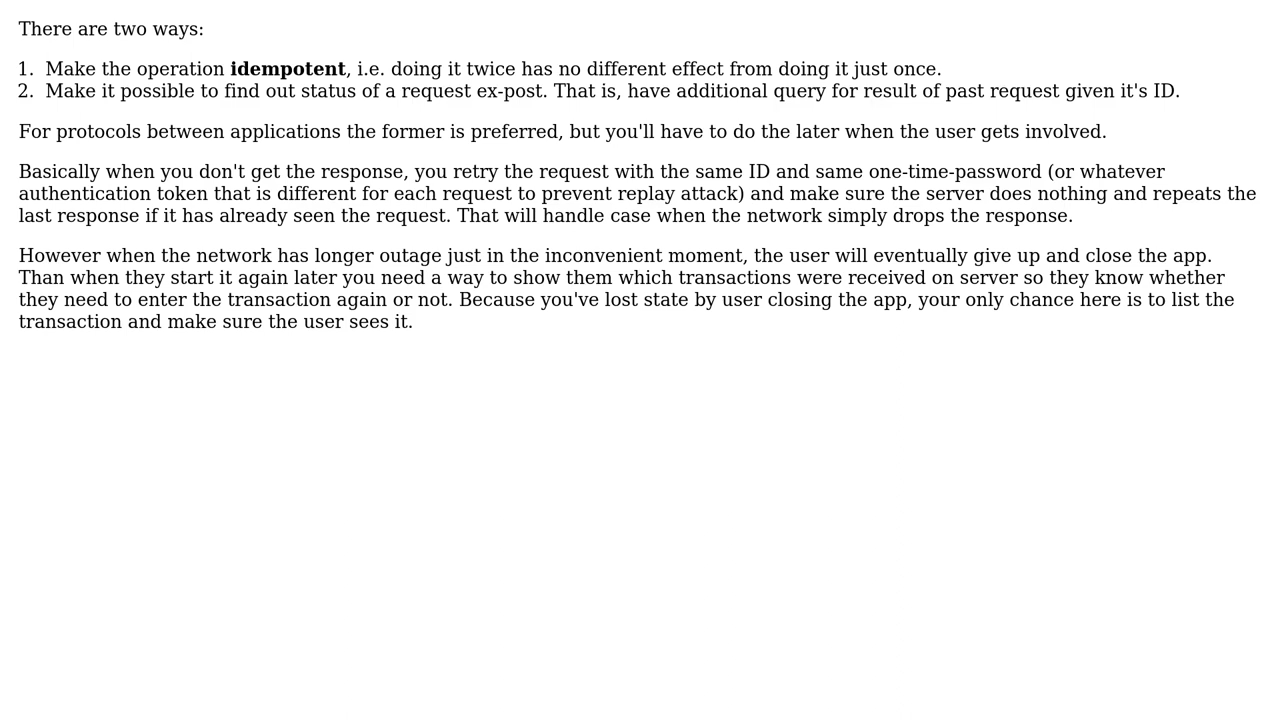 There are two ways:
1. Make the operation idempotent, i.e. doing it twice has no different effect from doing it just once.
2. Make it possible to find out status of a request ex-post. That is, have additional query for result of past request given it's ID.
For protocols between applications the former is preferred, but you'll have to do the later when the user gets involved.
Basically when you don't get the response, you retry the request with the same ID and same one-time-password (or whatever
authentication token that is different for each request to prevent replay attack) and make sure the server does nothing and repeats the
last response if it has already seen the request. That will handle case when the network simply drops the response.
However when the network has longer outage just in the inconvenient moment, the user will eventually give up and close the app.
Than when they start it again later you need a way to show them which transactions were received on server so they know whether
they need to enter the transaction again or not. Because you've lost state by user closing the app, your only chance here is to list the
transaction and make sure the user sees it.